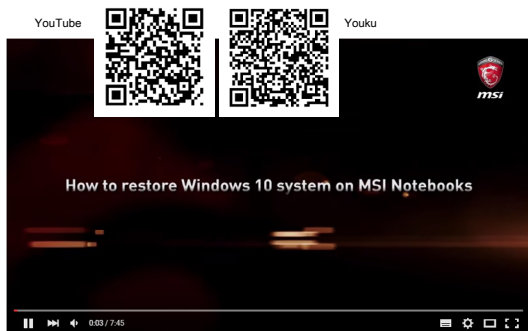 YouTube
Youku
msi
How to restore Windows 10 system on MSI Notebooks
0:03 / 7:45